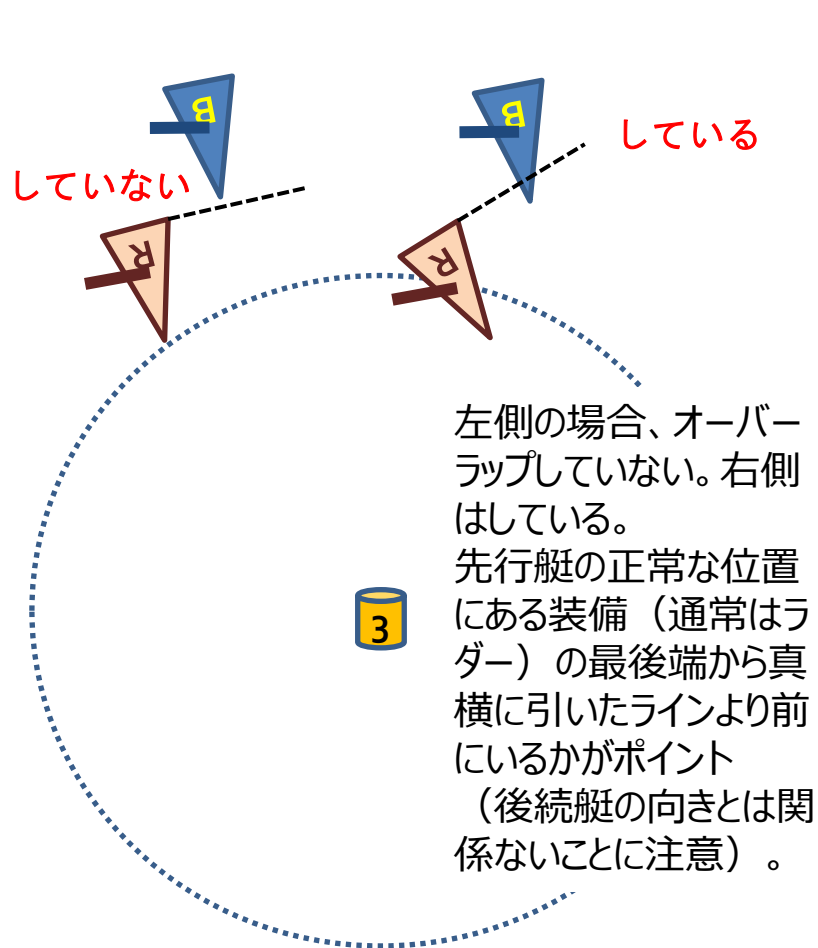 B
B
している
していない
R
R
左側の場合、オーバー
ラップしていない。右側
はしている。
先行艇の正常な位置
にある装備（通常はラ
ダー）の最後端から真
横に引いたラインより前
にいるかがポイント
（後続艇の向きとは関
係ないことに注意）。
3